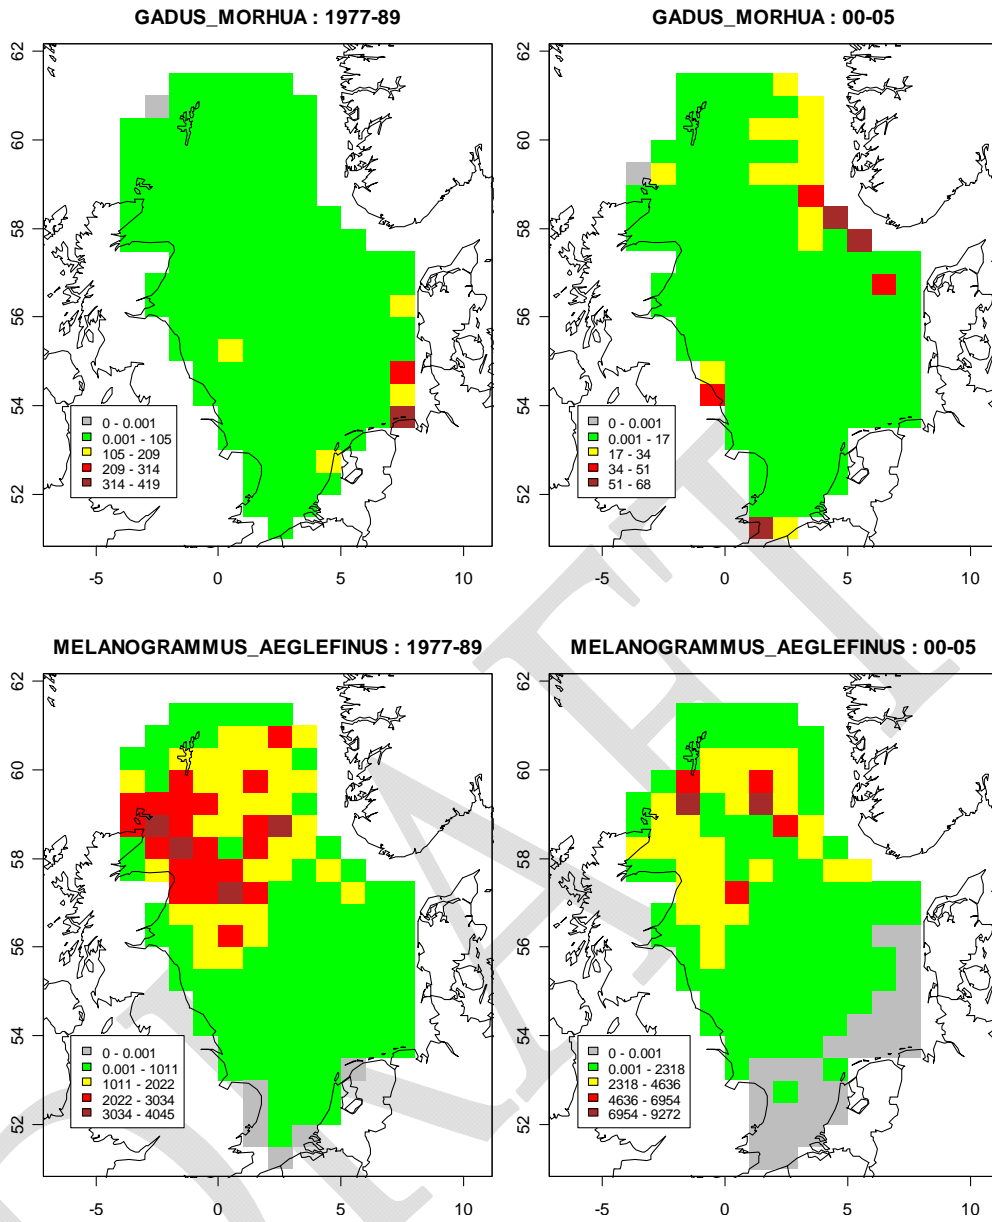 GADUS_MORHUA : 1977-89
62
60
58
56
54
52
0 - 0.001
0.001 - 105
105 - 209
209 - 314
314 - 419
-5 0 5 10
GADUS_MORHUA : 00-05
62
60
58
56
54
52
0 - 0.001
0.001 - 17
17 - 34
34 - 51
51 - 68
-5 0 5 10
MELANOGRAMMUS_AEGLEFINUS : 1977-89
62
60
58
56
54
52
0 - 0.001
0.001 - 1011
1011 - 2022
2022 - 3034
3034 - 4045
-5 0 5 10
MELANOGRAMMUS_AEGLEFINUS : 00-05
62
60
58
56
54
52
0 - 0.001
0.001 - 2318
2318 - 4636
4636 - 6954
6954 - 9272
-5 0 5 10
DRAFT